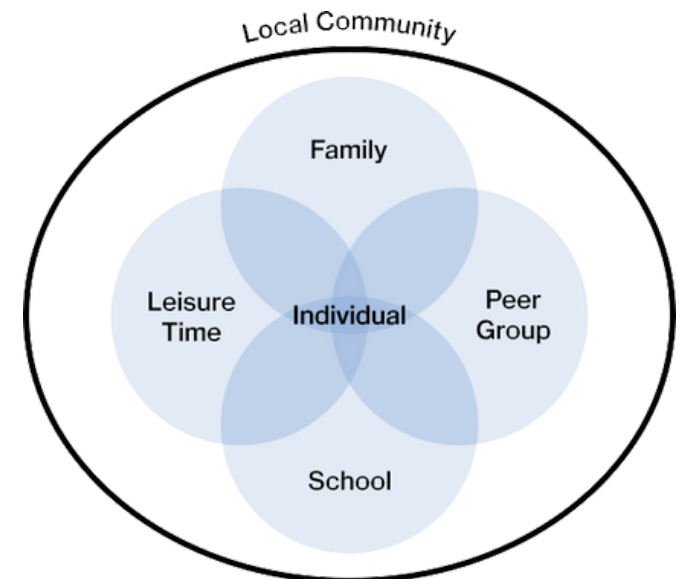 Local Community
Family
Leisure
Time
Individual
Peer
Group
School